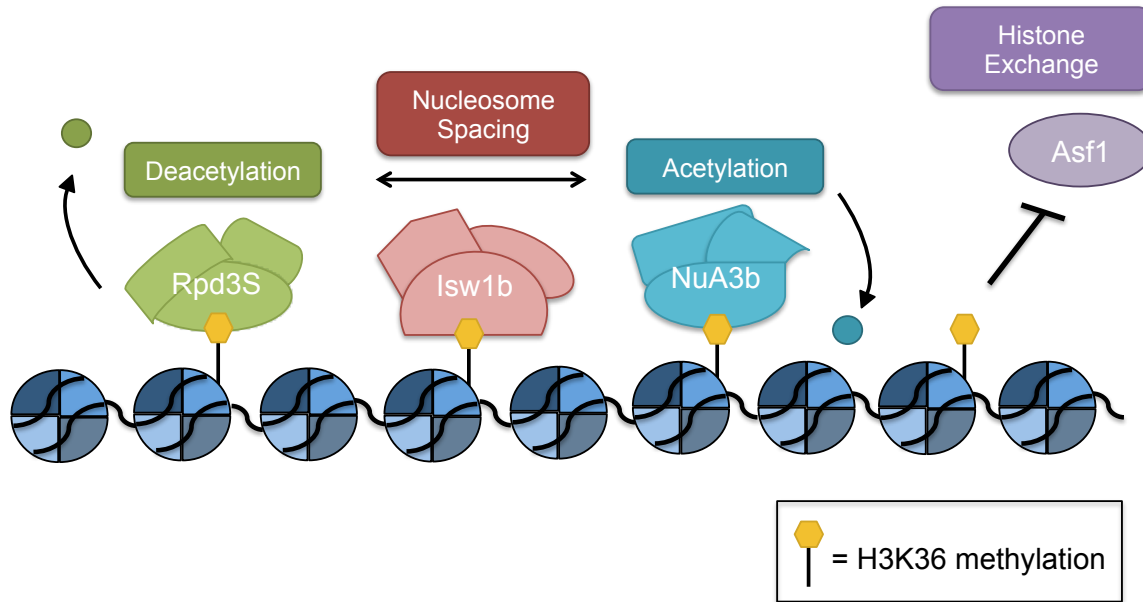 Histone
Exchange
Nucleosome
Spacing
Deacetylation
Acetylation
Asf1
Rpd3S
Isw1b
NuA3b
= H3K36 methylation